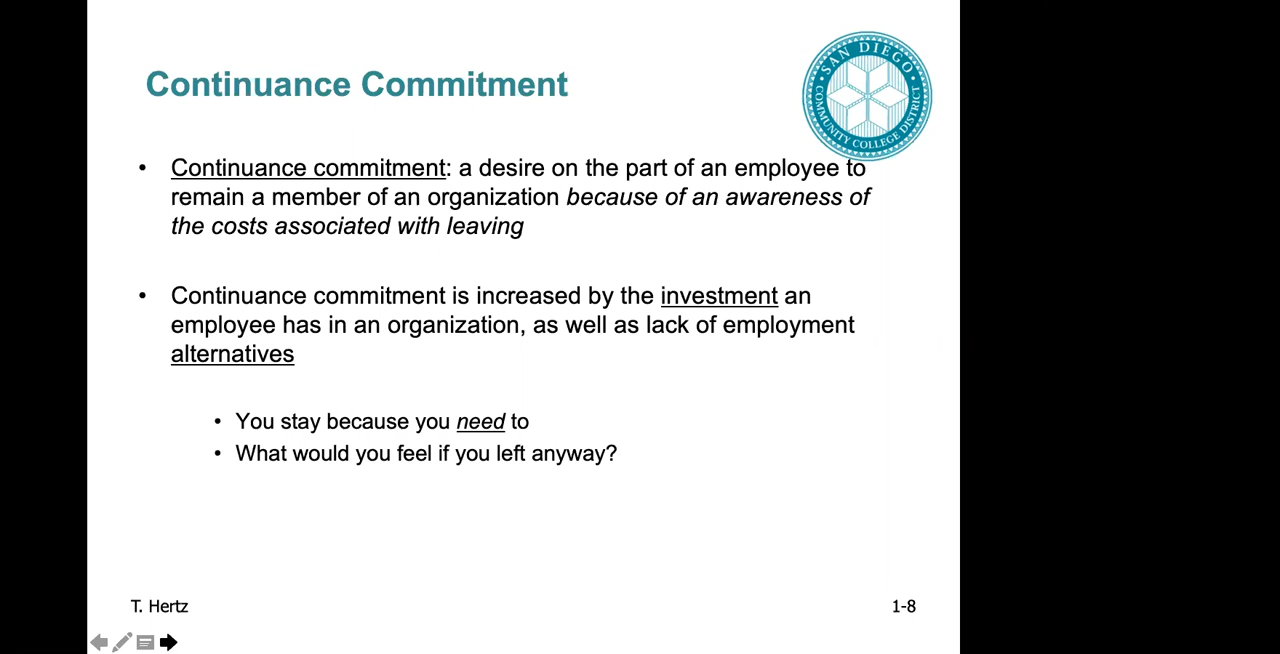 Continuance Commitment
SAN DIEGO
COMMUNITY COLLEGE DISTRICT
• Continuance commitment: a desire on the part of an employee to
remain a member of an organization because of an awareness of
the costs associated with leaving
• Continuance commitment is increased by the investment an
employee has in an organization, as well as lack of employment
alternatives
• You stay because you need to
• What would you feel if you left anyway?
T. Hertz
1-8